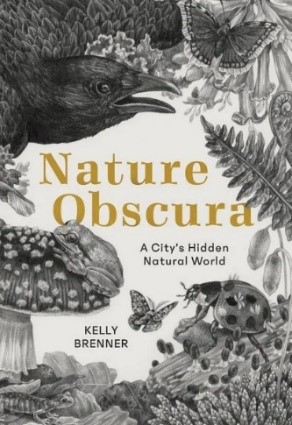 Nature
Obscura
A City's Hidden
Natural World
KELLY
BRENNER